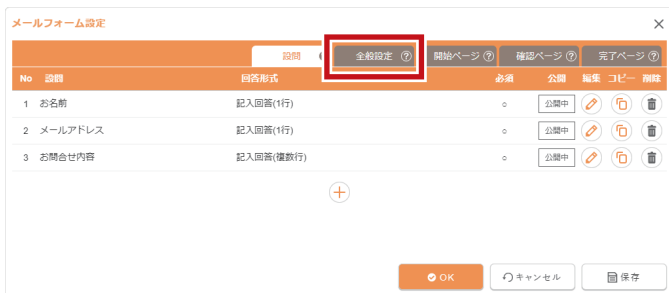 メールフォーム設定
設問 全般設定 ? 開始ページ ? 確認ページ ? 完了ページ ?
No 設問 回答形式 必須 公開 編集 コピー 削除
1 お名前 記入回答(1行) ○ 公開中
2 メールアドレス 記入回答(1行) ○ 公開中
3 お問合せ内容 記入回答(複数行) ○ 公開中
OK キャンセル 保存